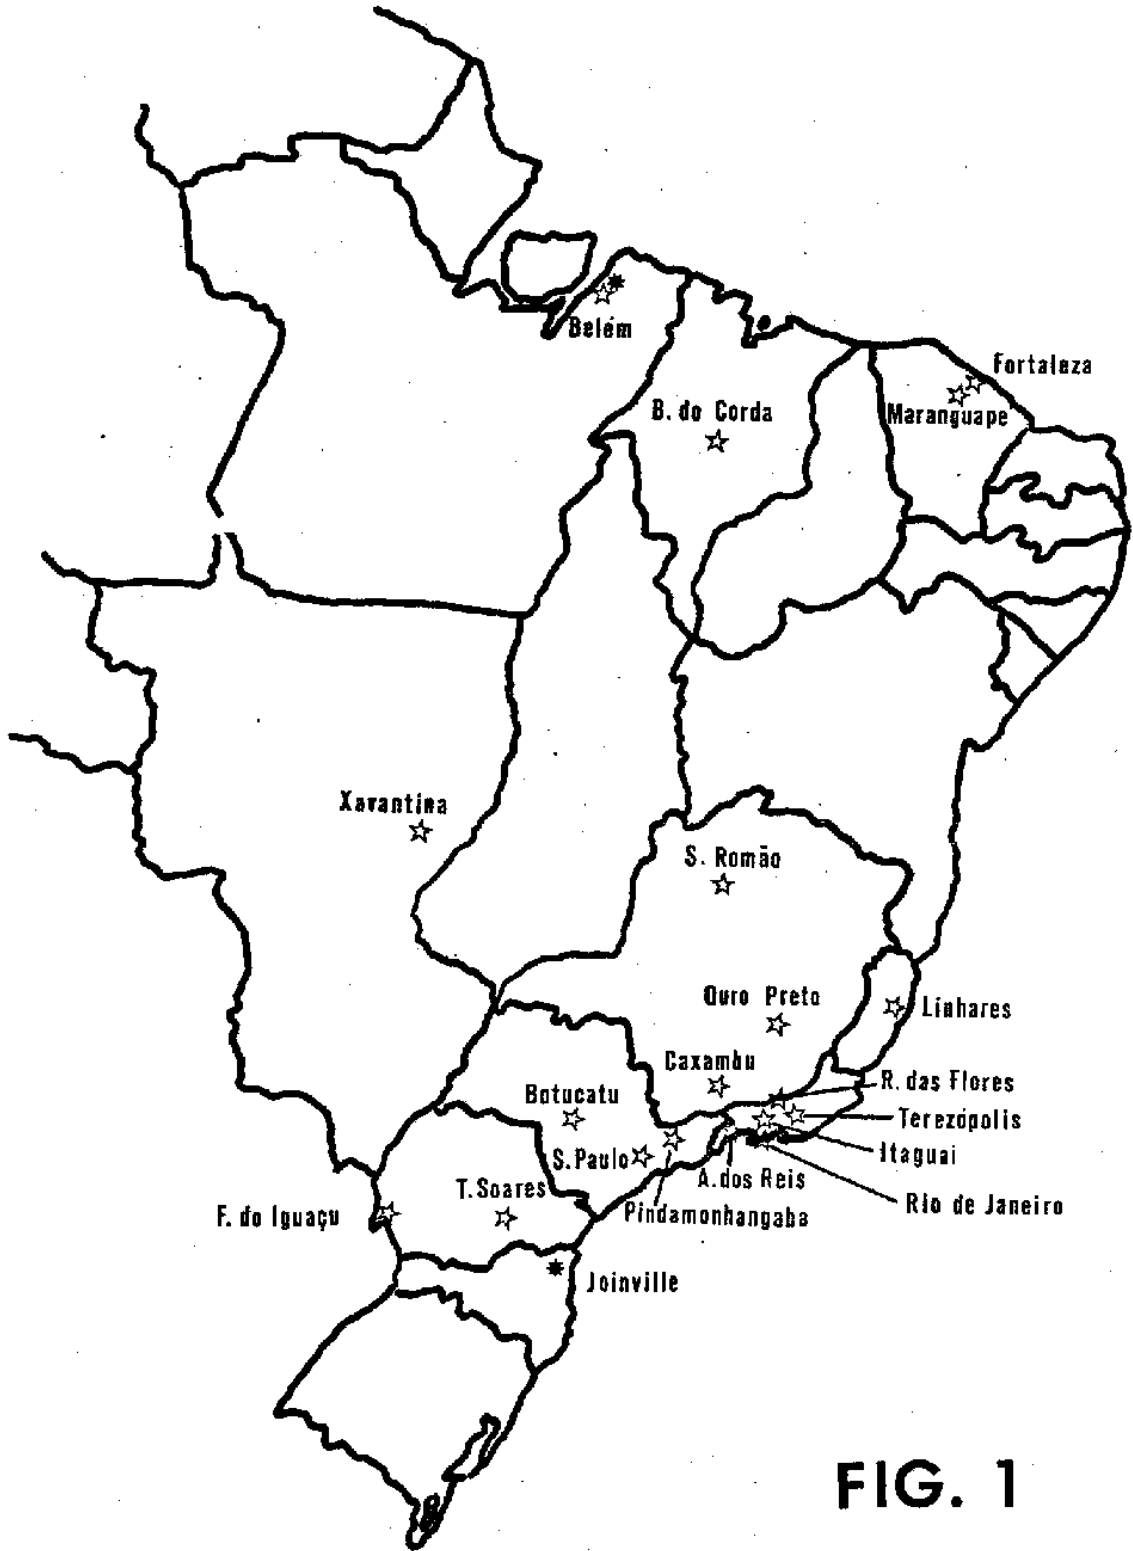 Belém
Fortaleza
B. do Corda
Maranguape
Xavantina
S. Romão
Ouro Preto
Linhares
Caxambu
R. das Flores
Botucatu
Terezópolis
Itaguai
S. Paulo
A. dos Reis
T. Soares
Rio de Janeiro
Pindamonhangaba
F. do Iguaçu
Joinville
FIG. 1